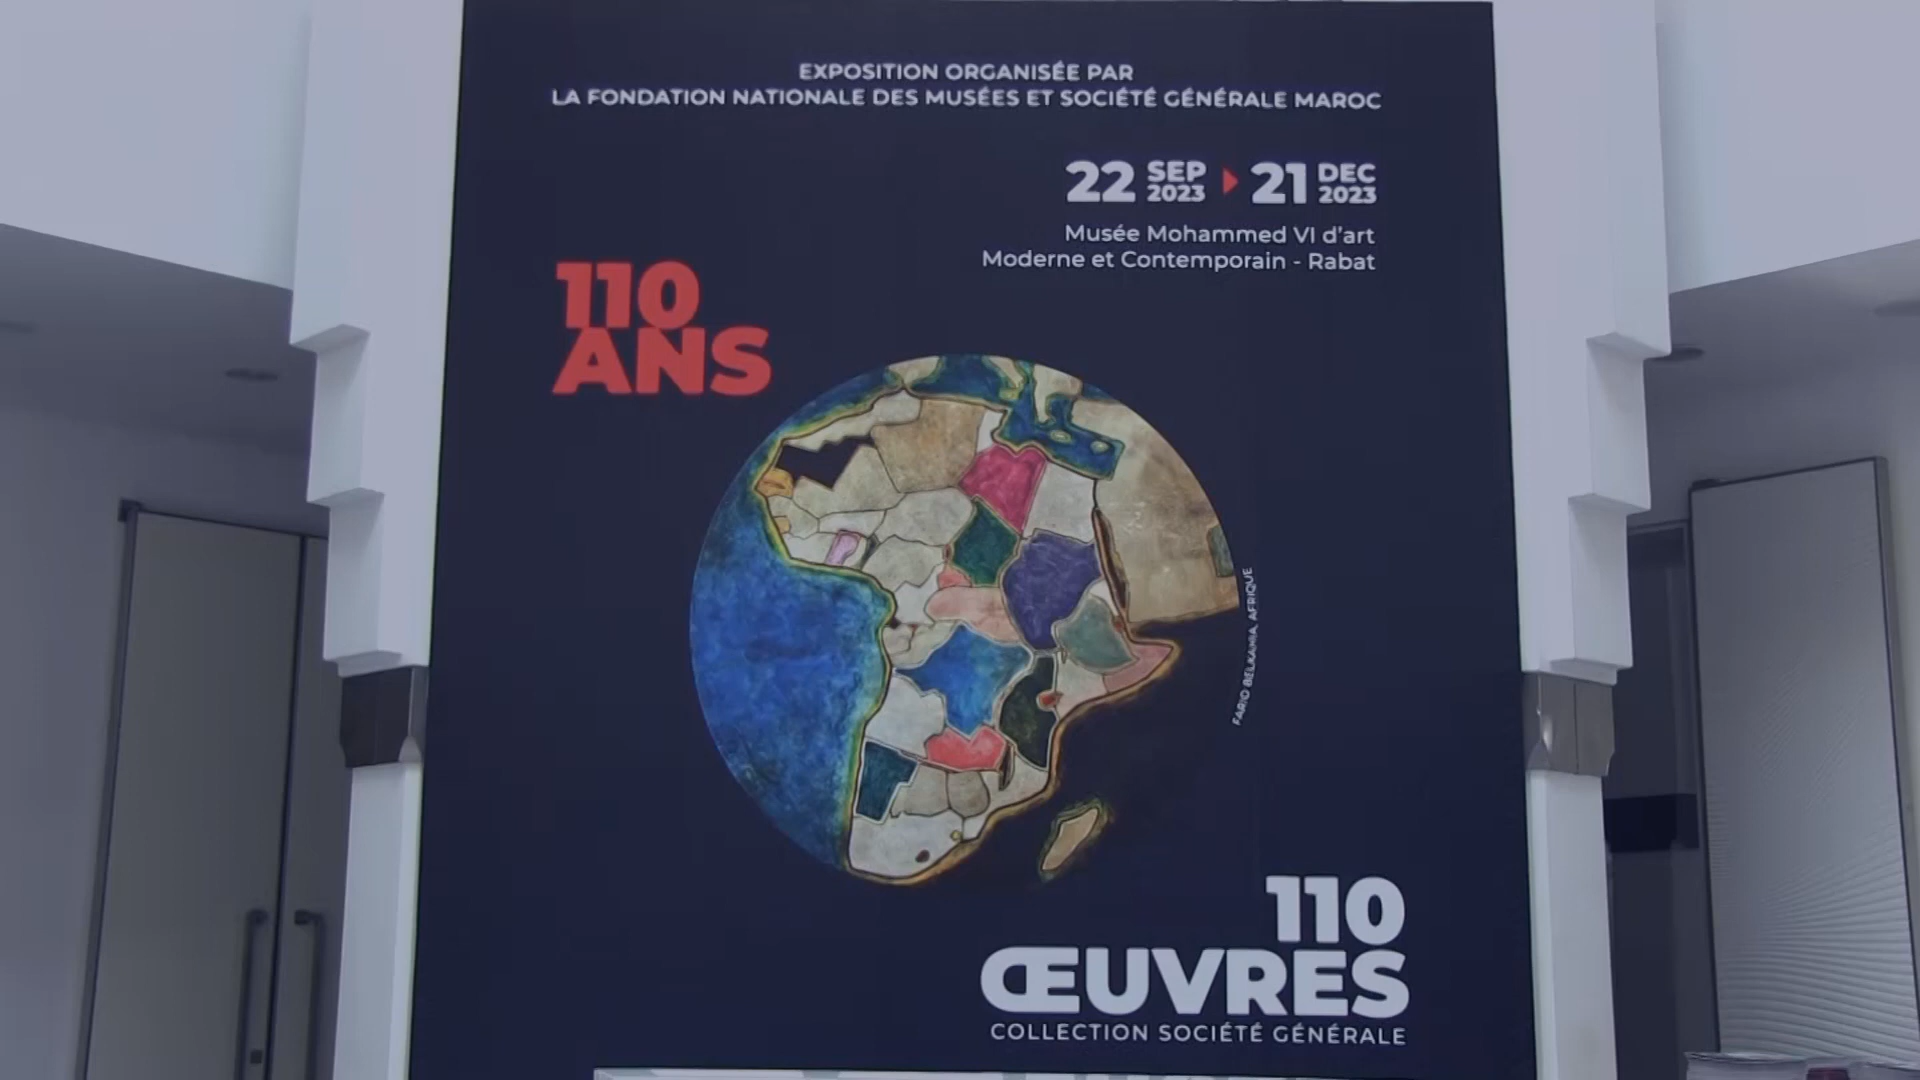 EXPOSITION ORGANISÉE PAR
LA FONDATION NATIONALE DES MUSÉES ET SOCIÉTÉ GÉNÉRALE MAROC
22 SEP 2023 21 DEC 2023
Musée Mohammed VI d'art
Moderne et Contemporain - Rabat
110
ANS
FARID BELKAHIA, AFRIQUE
110
ŒUVRES
COLLECTION SOCIÉTÉ GÉNÉRALE